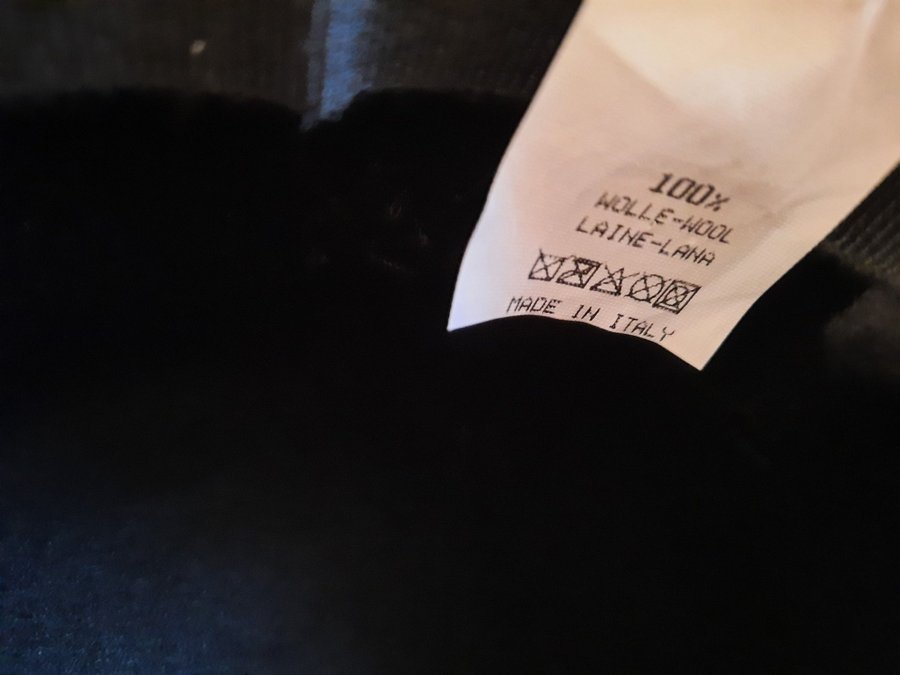 100%
WOLLE-WOOL
LAINE-LANA
MADE IN ITALY